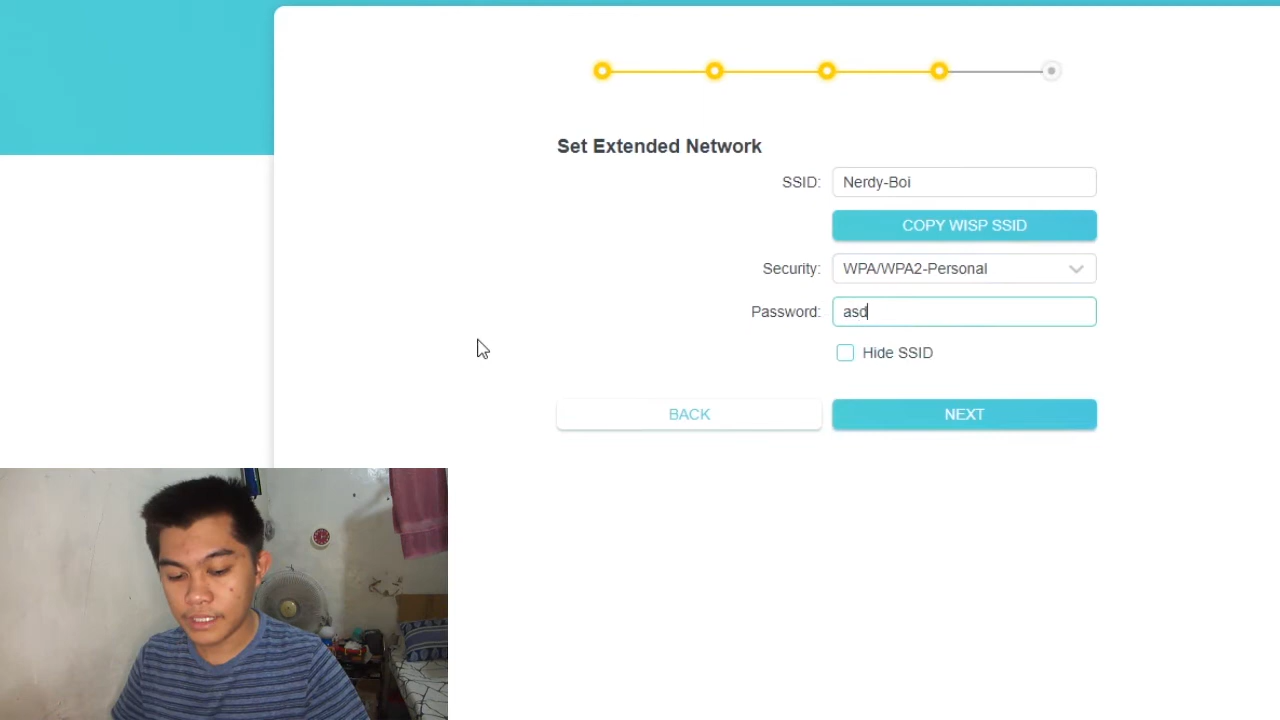 Set Extended Network
SSID: Nerdy-Boi
COPY WISP SSID
Security: WPA/WPA2-Personal
Password: asd
Hide SSID
BACK NEXT